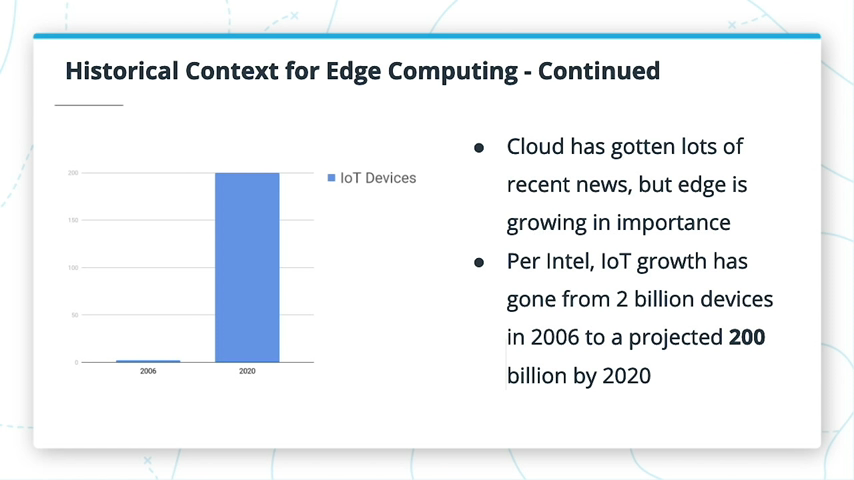 Historical Context for Edge Computing - Continued
200
150
100
50
0
2006
2020
IoT Devices
● Cloud has gotten lots of
recent news, but edge is
growing in importance
● Per Intel, IoT growth has
gone from 2 billion devices
in 2006 to a projected 200
billion by 2020